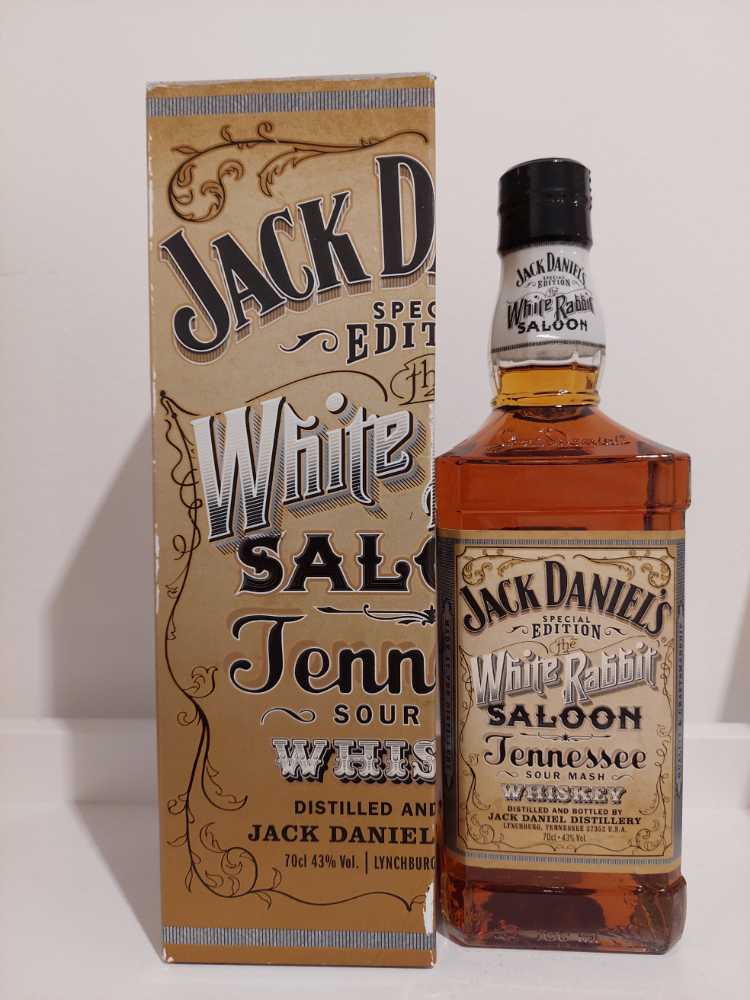 JACK D
SPEC
EDIT
the
White
SALO
Tenn
SOUR
WHIS
DISTILLED AND
JACK DANIEL
70cl 43% Vol. | LYNCHBURG
JACK DANIEL'S
SPECIAL
EDITION
the
White Rabbit
SALOON
Jack Daniel's
JACK DANIEL'S
SPECIAL
EDITION
the
White Rabbit
SALOON
Tennessee
SOUR MASH
WHISKEY
DISTILLED AND BOTTLED BY
JACK DANIEL DISTILLERY
LYNCHBURG, TENNESSEE 37352 U.S.A.
70cl • 43% Vol.